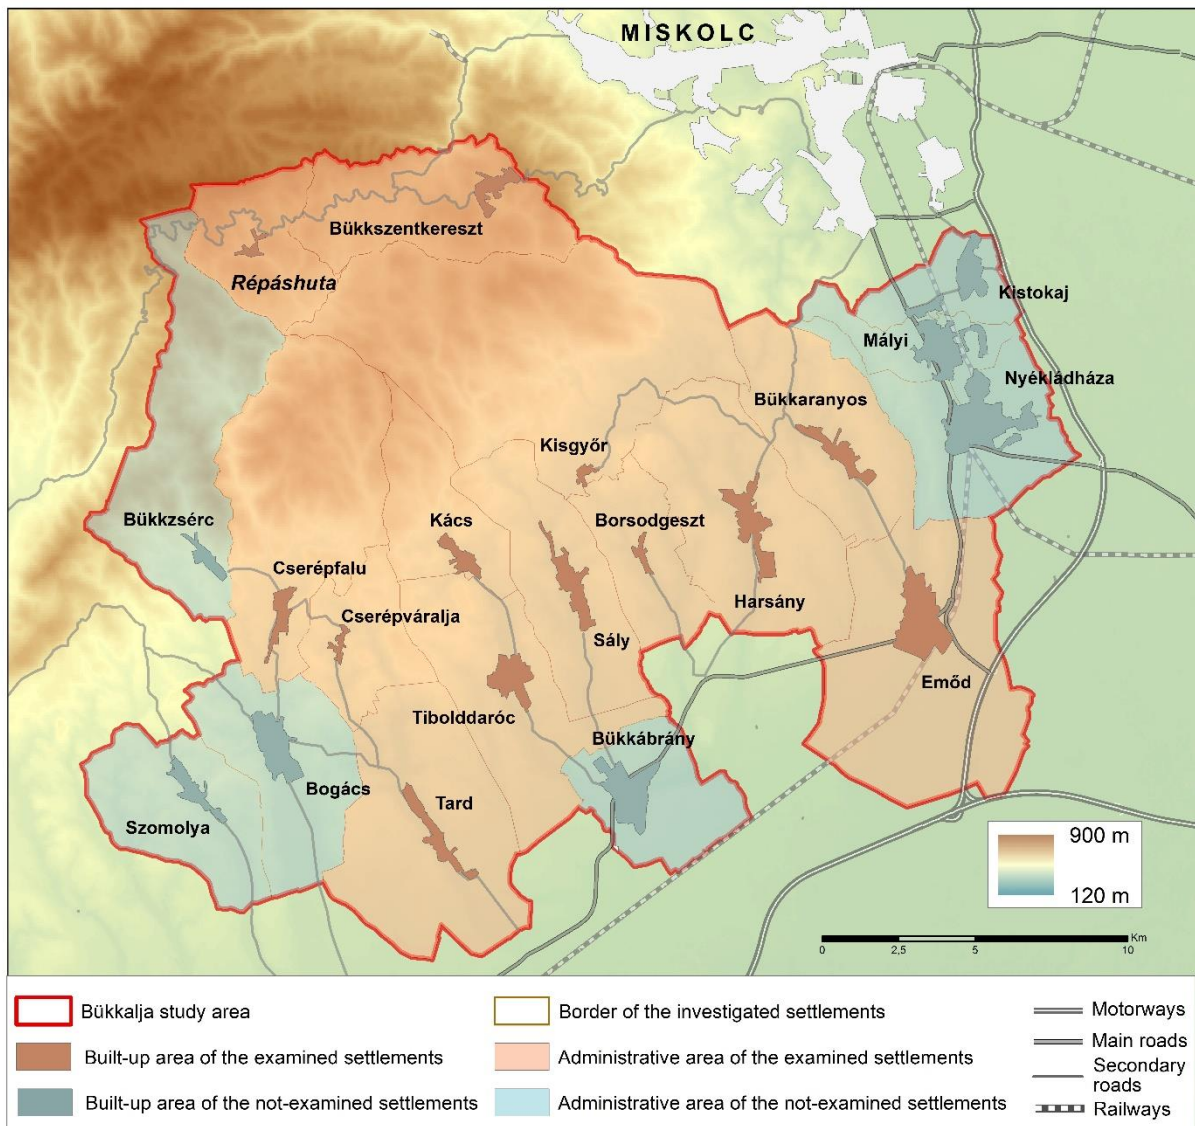 MISKOLC
Bükkszentkereszt
Répáshuta
Kistokaj
Mályi
Nyékládháza
Bükkaranyos
Kisgyőr
Bükkzsérc
Kács
Borsodgeszt
Cserépfalu
Cserépváralja
Harsány
Sály
Emőd
Tibolddaróc
Bükkábrány
Bogács
Tard
Szomolya
900 m
120 m
Km
0 2,5 5 10
Bükkalja study area
Border of the investigated settlements
Motorways
Built-up area of the examined settlements
Administrative area of the examined settlements
Main roads
Secondary
roads
Built-up area of the not-examined settlements
Administrative area of the not-examined settlements
Railways